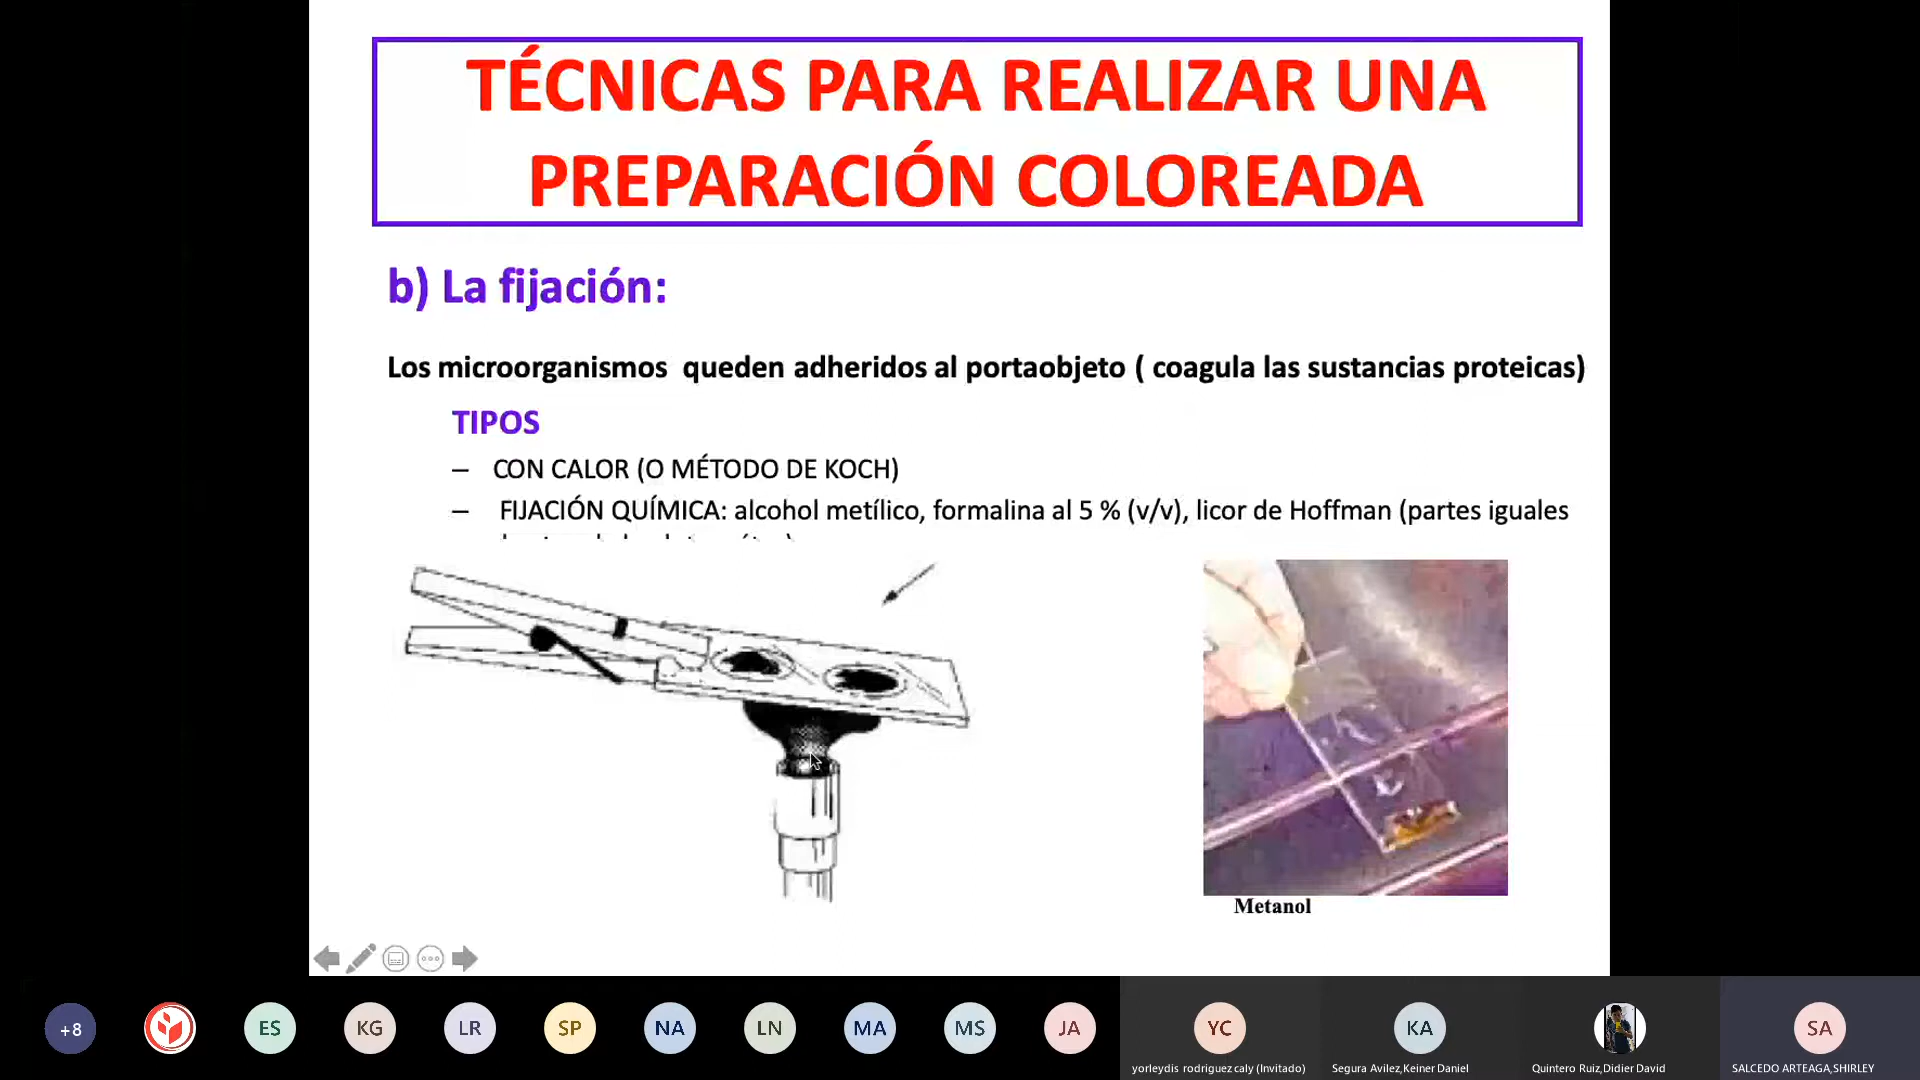 TÉCNICAS PARA REALIZAR UNA
PREPARACIÓN COLOREADA
b) La fijación:
Los microorganismos queden adheridos al portaobjeto ( coagula las sustancias proteicas)
TIPOS
– CON CALOR (O MÉTODO DE KOCH)
– FIJACIÓN QUÍMICA: alcohol metílico, formalina al 5 % (v/v), licor de Hoffman (partes iguales
Metanol
+8
ES
KG
LR
SP
NA
LN
MA
MS
JA
YC
KA
SA
yorleydis rodriguez caly (Invitado)
Segura Avilez,Keiner Daniel
Quintero Ruiz,Didier David
SALCEDO ARTEAGA,SHIRLEY